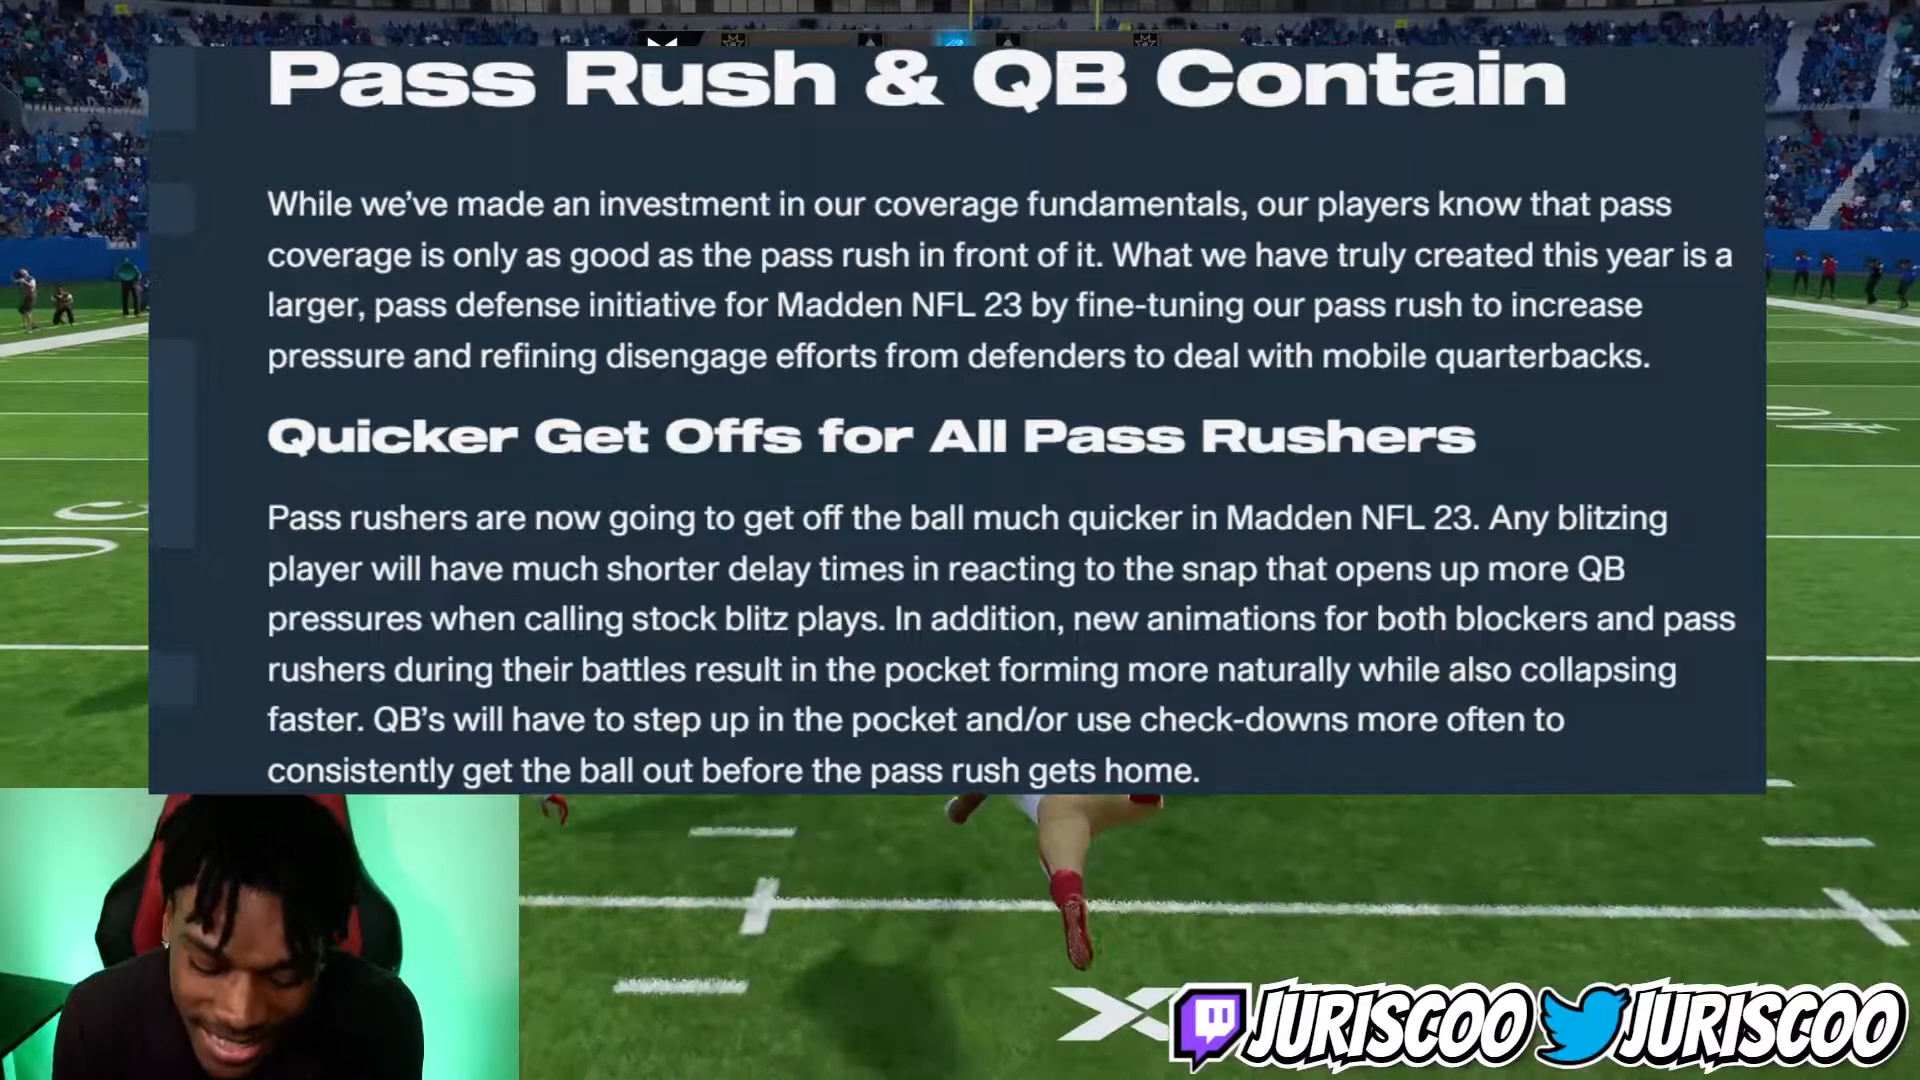 Pass Rush & QB Contain
While we’ve made an investment in our coverage fundamentals, our players know that pass
coverage is only as good as the pass rush in front of it. What we have truly created this year is a
larger, pass defense initiative for Madden NFL 23 by fine-tuning our pass rush to increase
pressure and refining disengage efforts from defenders to deal with mobile quarterbacks.
Quicker Get Offs for All Pass Rushers
Pass rushers are now going to get off the ball much quicker in Madden NFL 23. Any blitzing
player will have much shorter delay times in reacting to the snap that opens up more QB
pressures when calling stock blitz plays. In addition, new animations for both blockers and pass
rushers during their battles result in the pocket forming more naturally while also collapsing
faster. QB’s will have to step up in the pocket and/or use check-downs more often to
consistently get the ball out before the pass rush gets home.
JURISCOO JURISCOO